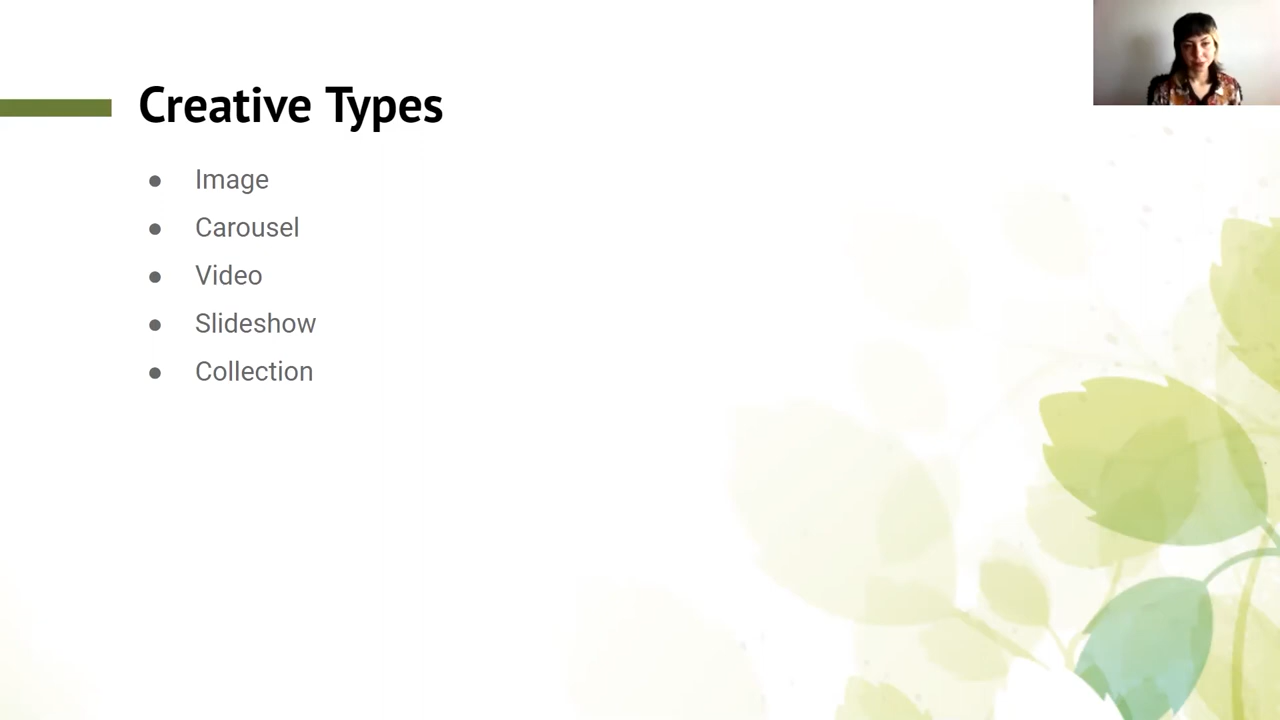 Creative Types
● Image
● Carousel
● Video
● Slideshow
● Collection